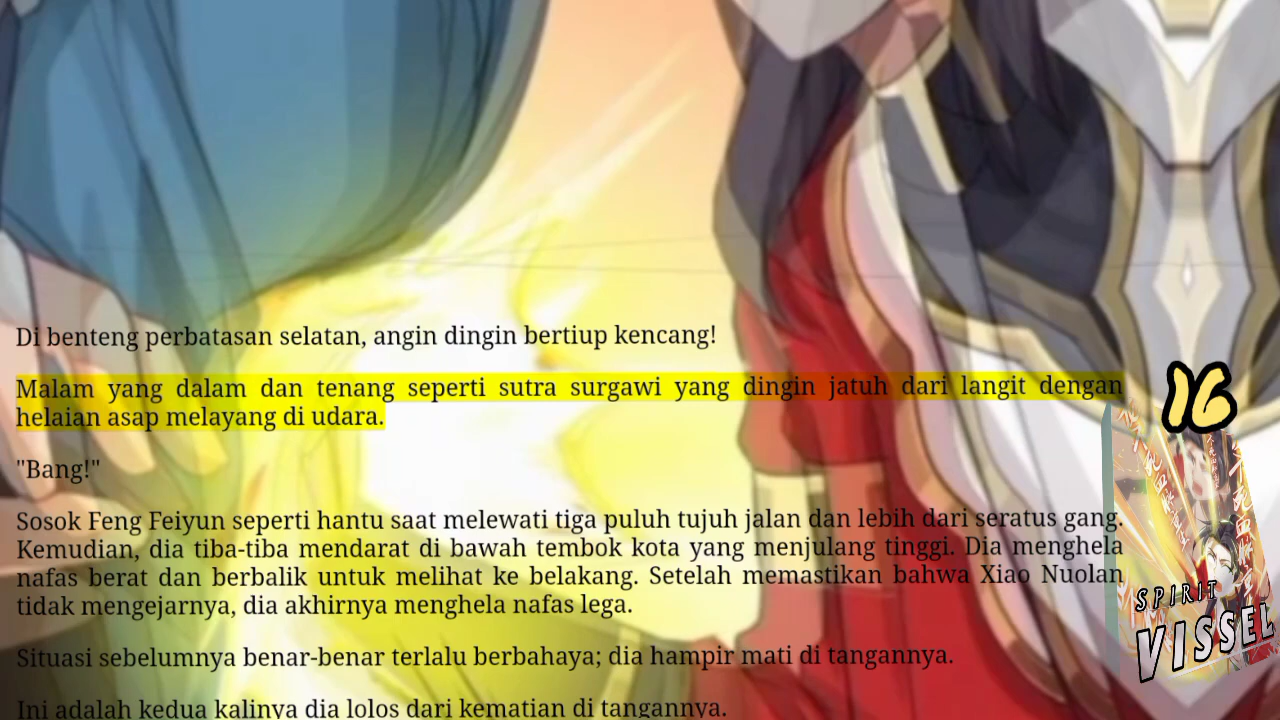 Di benteng perbatasan selatan, angin dingin bertiup kencang!
Malam yang dalam dan tenang seperti sutra surgawi yang dingin jatuh dari langit dengan
helaian asap melayang di udara.
"Bang!"
Sosok Feng Feiyun seperti hantu saat melewati tiga puluh tujuh jalan dan lebih dari seratus gang.
Kemudian, dia tiba-tiba mendarat di bawah tembok kota yang menjulang tinggi. Dia menghela
nafas berat dan berbalik untuk melihat ke belakang. Setelah memastikan bahwa Xiao Nuolan
tidak mengejarnya, dia akhirnya menghela nafas lega.
Situasi sebelumnya benar-benar terlalu berbahaya; dia hampir mati di tangannya.
Ini adalah kedua kalinya dia lolos dari kematian di tangannya.
16
SPIRIT
VISSEL